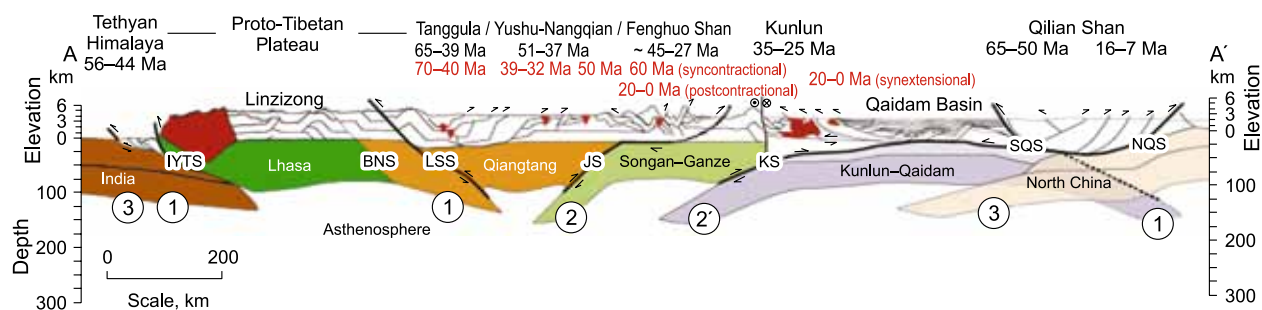 Tethyan
Himalaya
56–44 Ma
Proto-Tibetan
Plateau
Tanggula / Yushu-Nangqian / Fenghuo Shan
65–39 Ma 51–37 Ma ~ 45–27 Ma
70–40 Ma 39–32 Ma 50 Ma 60 Ma (syncontractional)
20–0 Ma (postcontractional)
Kunlun
35–25 Ma
20–0 Ma (synextensional)
Qilian Shan
65–50 Ma 16–7 Ma
A
km
A′
km
Linzizong
Qaidam Basin
Elevation
6
3
0
100
200
300
Depth
6
3
0
100
200
300
Elevation
Depth
IYTS
BNS
LSS
JS
KS
SQS
NQS
India
Lhasa
Qiangtang
Songan–Ganze
Kunlun–Qaidam
North China
3
1
1
2
2′
3
1
Asthenosphere
0 200
Scale, km